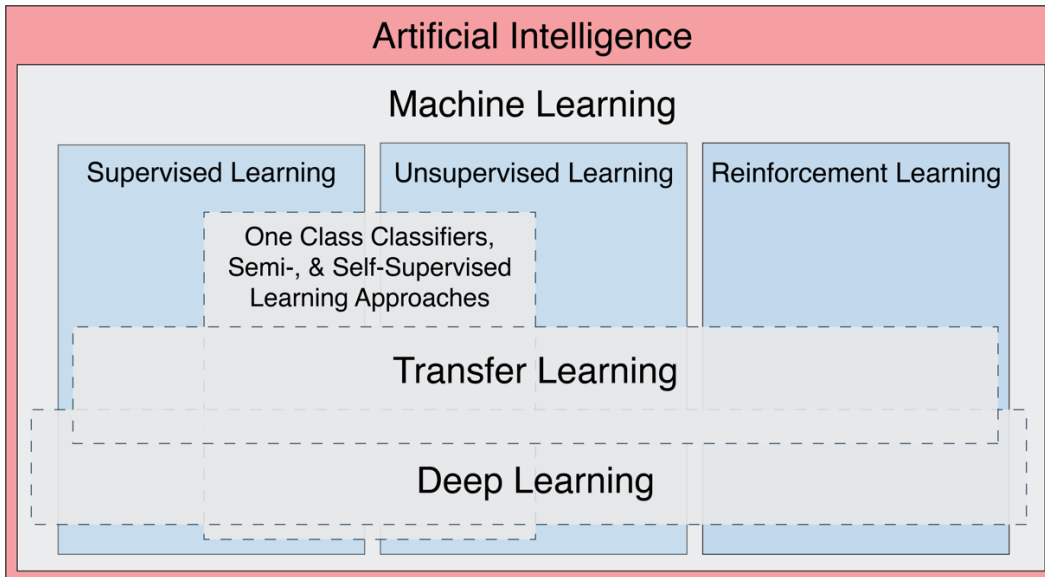 Artificial Intelligence
Machine Learning
Supervised Learning
Unsupervised Learning
Reinforcement Learning
One Class Classifiers,
Semi-, & Self-Supervised
Learning Approaches
Transfer Learning
Deep Learning